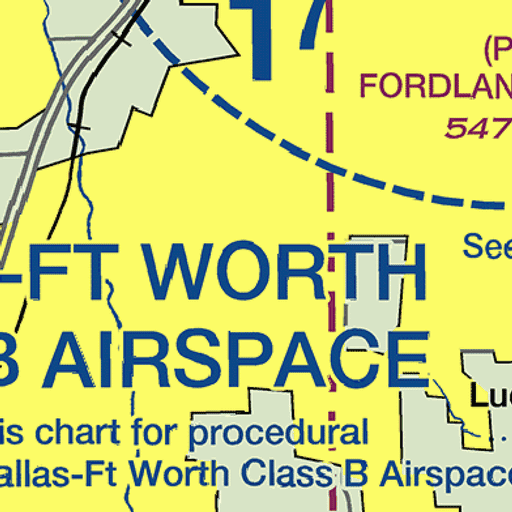 17
(P
FORDLAN
547
See
-FT WORTH
B AIRSPACE
Lu
is chart for procedural
allas-Ft Worth Class B Airspace